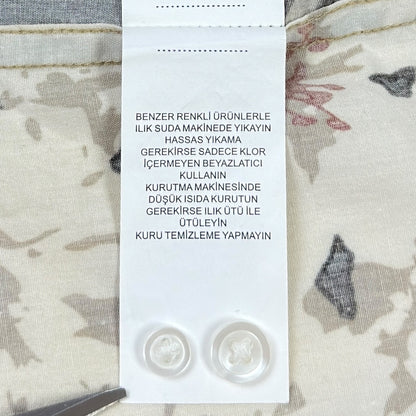 BENZER RENKLİ ÜRÜNLERLE
ILIK SUDA MAKİNEDE YIKAYIN
HASSAS YIKAMA
GEREKİRSE SADECE KLOR
İÇERMEYEN BEYAZLATICI
KULLANIN
KURUTMA MAKİNESİNDE
DÜŞÜK ISIDA KURUTUN
GEREKİRSE ILIK ÜTÜ İLE
ÜTÜLEYİN
KURU TEMİZLEME YAPMAYIN